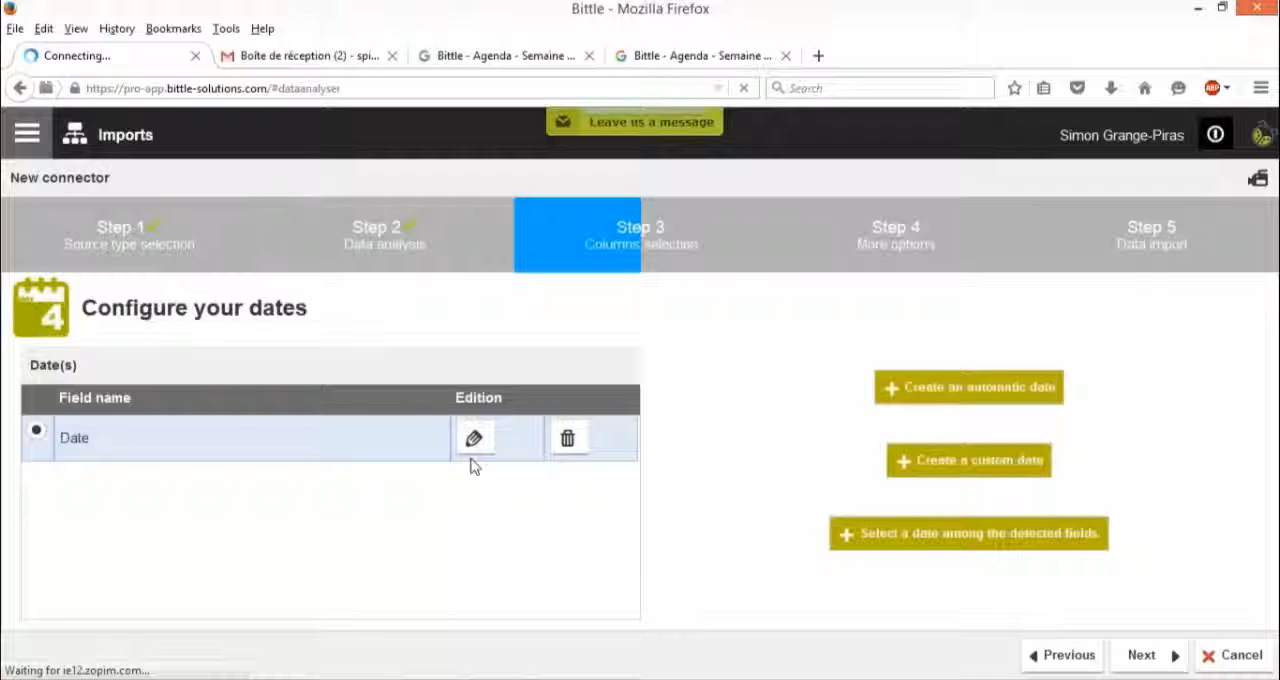 Bittle - Mozilla Firefox
File Edit View History Bookmarks Tools Help
Connecting...
Boîte de réception (2) - spi...
Bittle - Agenda - Semaine ...
Bittle - Agenda - Semaine ...
https://pro-app.bittle-solutions.com/#dataanalyser
Search
ABP
Imports
Leave us a message
Simon Grange-Piras
New connector
Step 1
Source type selection
Step 2
Data analysis
Step 3
Columns selection
Step 4
More options
Step 5
Data import
4
Configure your dates
Date(s)
Field name
Edition
Date
Create an automatic date
Create a custom date
Select a date among the detected fields.
Previous
Next
Cancel
Waiting for ie12.zopim.com...